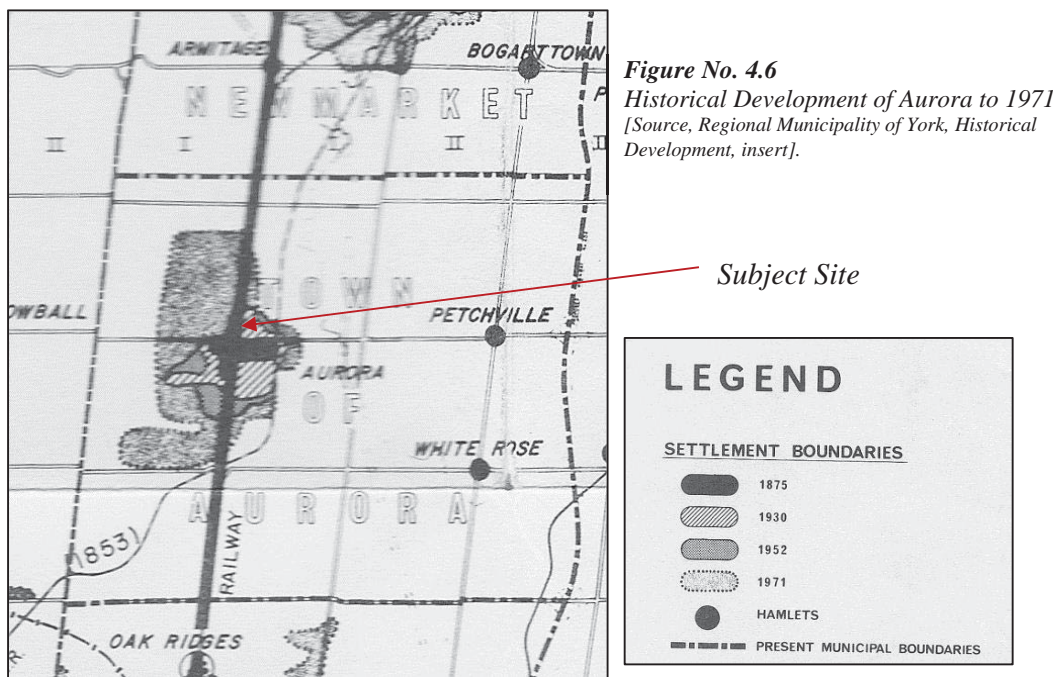 ARMITAGE
BOGARTTOWN
NEWMARKET
II I II
TOWN
OWBALL
PETCHVILLE
AURORA
OF
WHITE ROSE
AURORA
(1853)
RAILWAY
OAK RIDGES
Figure No. 4.6
Historical Development of Aurora to 1971
[Source, Regional Municipality of York, Historical
Development, insert].
Subject Site
LEGEND
SETTLEMENT BOUNDARIES
1875
1930
1952
1971
HAMLETS
PRESENT MUNICIPAL BOUNDARIES